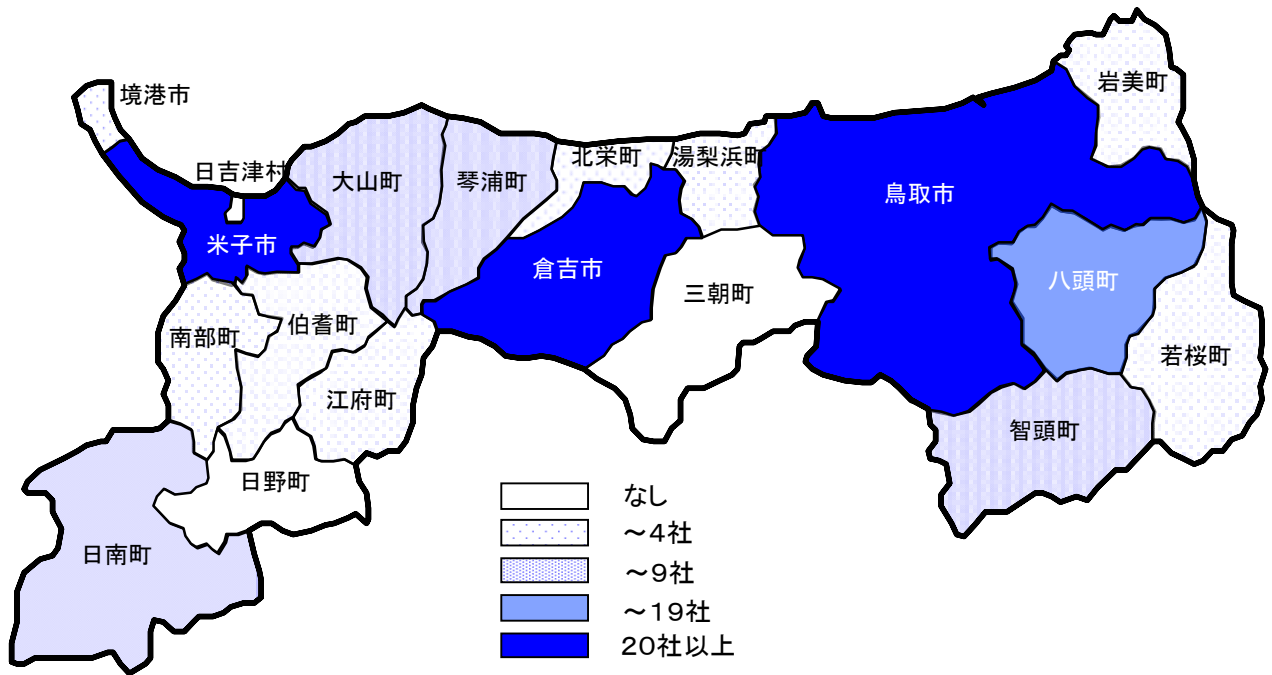 岩美町
境港市
北栄町
湯梨浜町
日吉津村
大山町
琴浦町
鳥取市
米子市
倉吉市
八頭町
三朝町
伯耆町
南部町
若桜町
江府町
智頭町
日野町
日南町
なし
～4社
～9社
～19社
20社以上